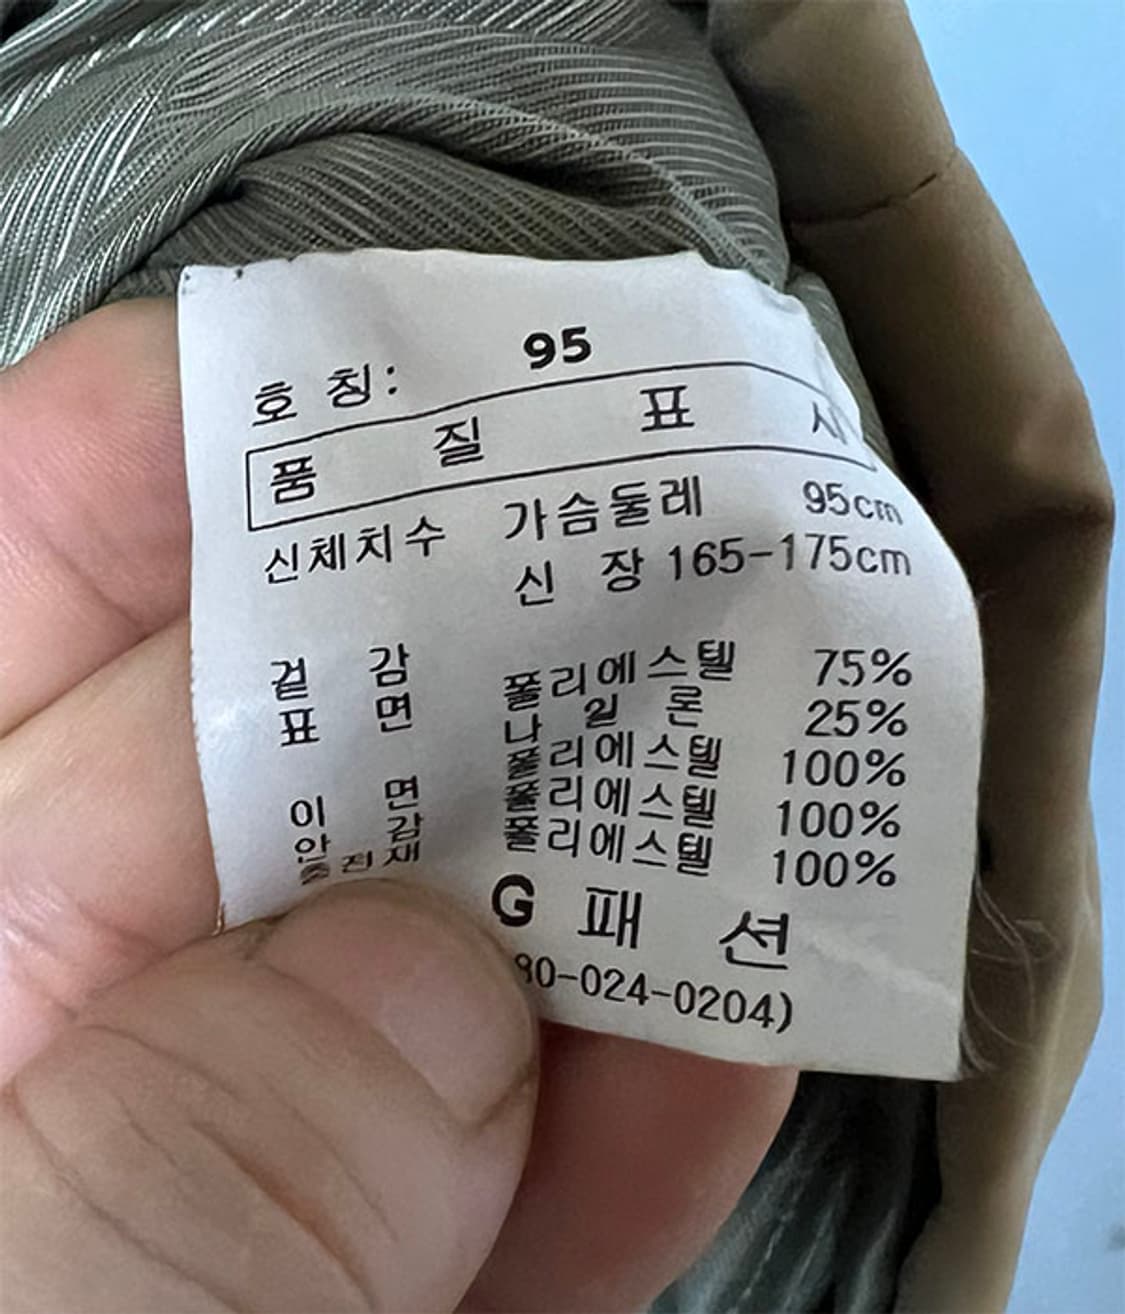 호 칭: 95
품 질 표 시
신체치수 가슴둘레 95cm
신 장 165-175cm
겉 감 폴리에스텔 75%
표 면 나 일 론 25%
이 면 폴리에스텔 100%
안 감 폴리에스텔 100%
충전재 폴리에스텔 100%
G 패 션
80-024-0204)